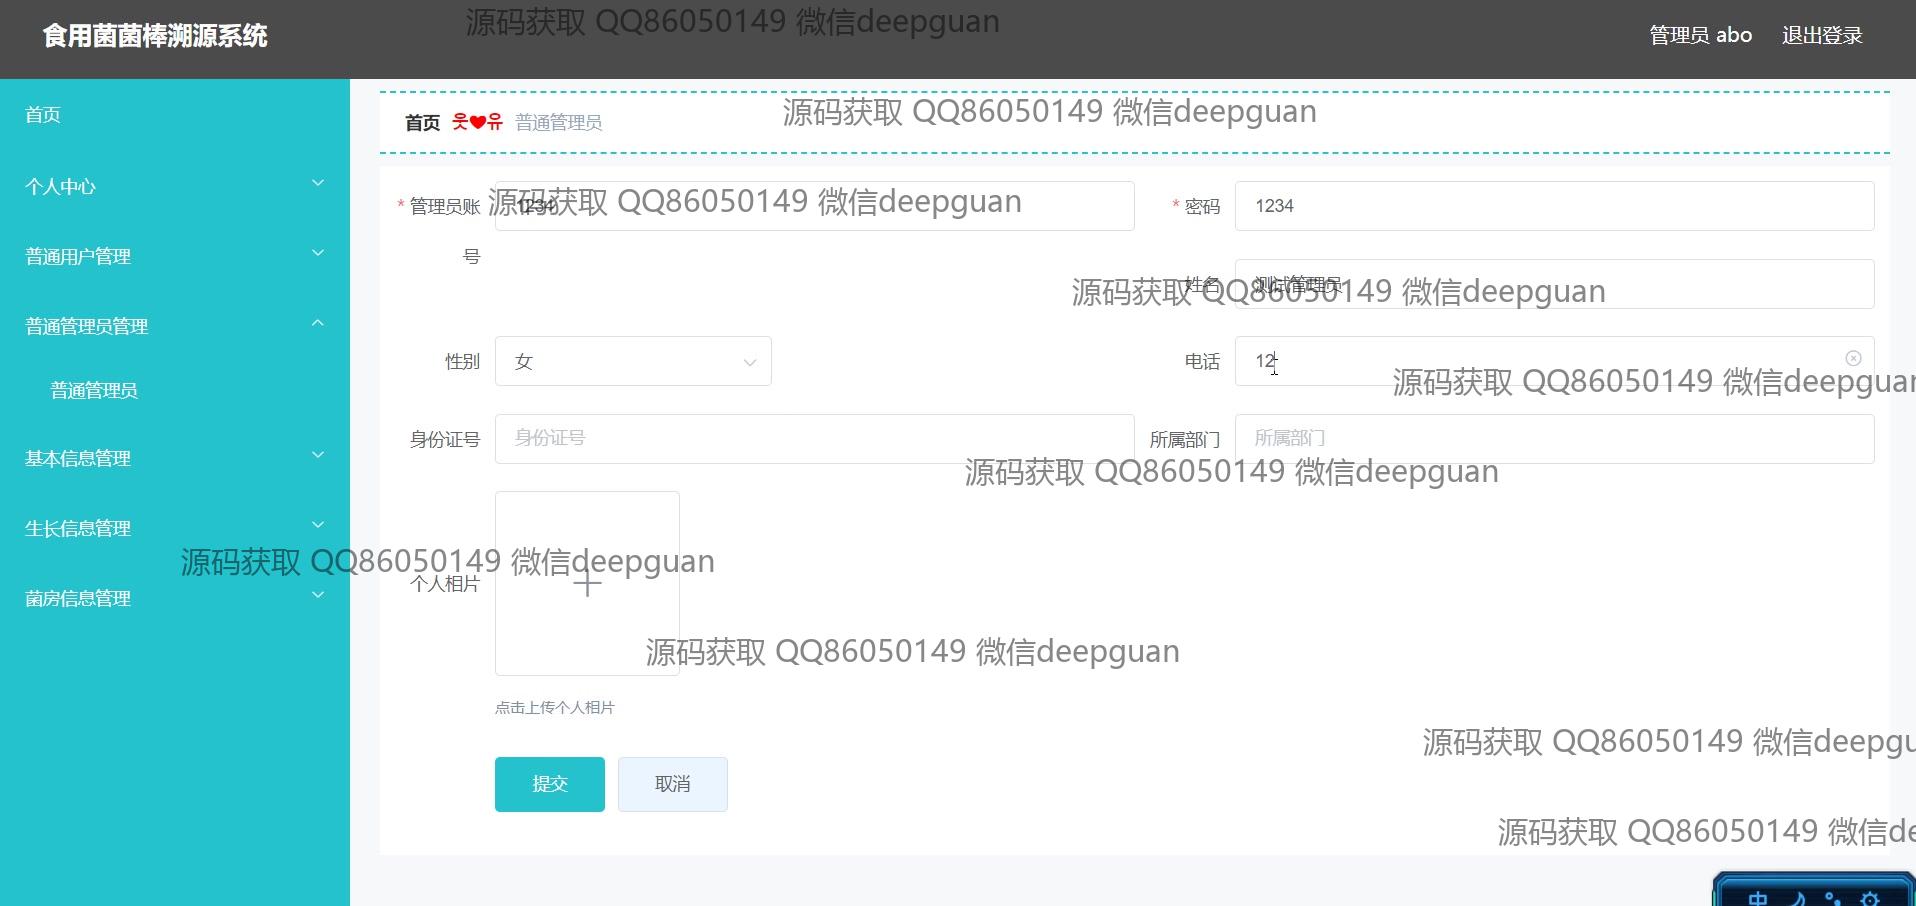 食用菌菌棒溯源系统
源码获取 QQ86050149 微信deepguan
管理员 abo
退出登录
首页
个人中心
普通用户管理
普通管理员管理
普通管理员
基本信息管理
生长信息管理
菌房信息管理
首页 웃❤유 普通管理员
源码获取 QQ86050149 微信deepguan
* 管理员账号
1234
源码获取 QQ86050149 微信deepguan
* 密码
1234
姓名
测试管理员
源码获取 QQ86050149 微信deepguan
性别
女
电话
12
源码获取 QQ86050149 微信deepguan
身份证号
身份证号
所属部门
所属部门
源码获取 QQ86050149 微信deepguan
源码获取 QQ86050149 微信deepguan
个人相片
源码获取 QQ86050149 微信deepguan
点击上传个人相片
源码获取 QQ86050149 微信deepgu
提交
取消
源码获取 QQ86050149 微信de
中